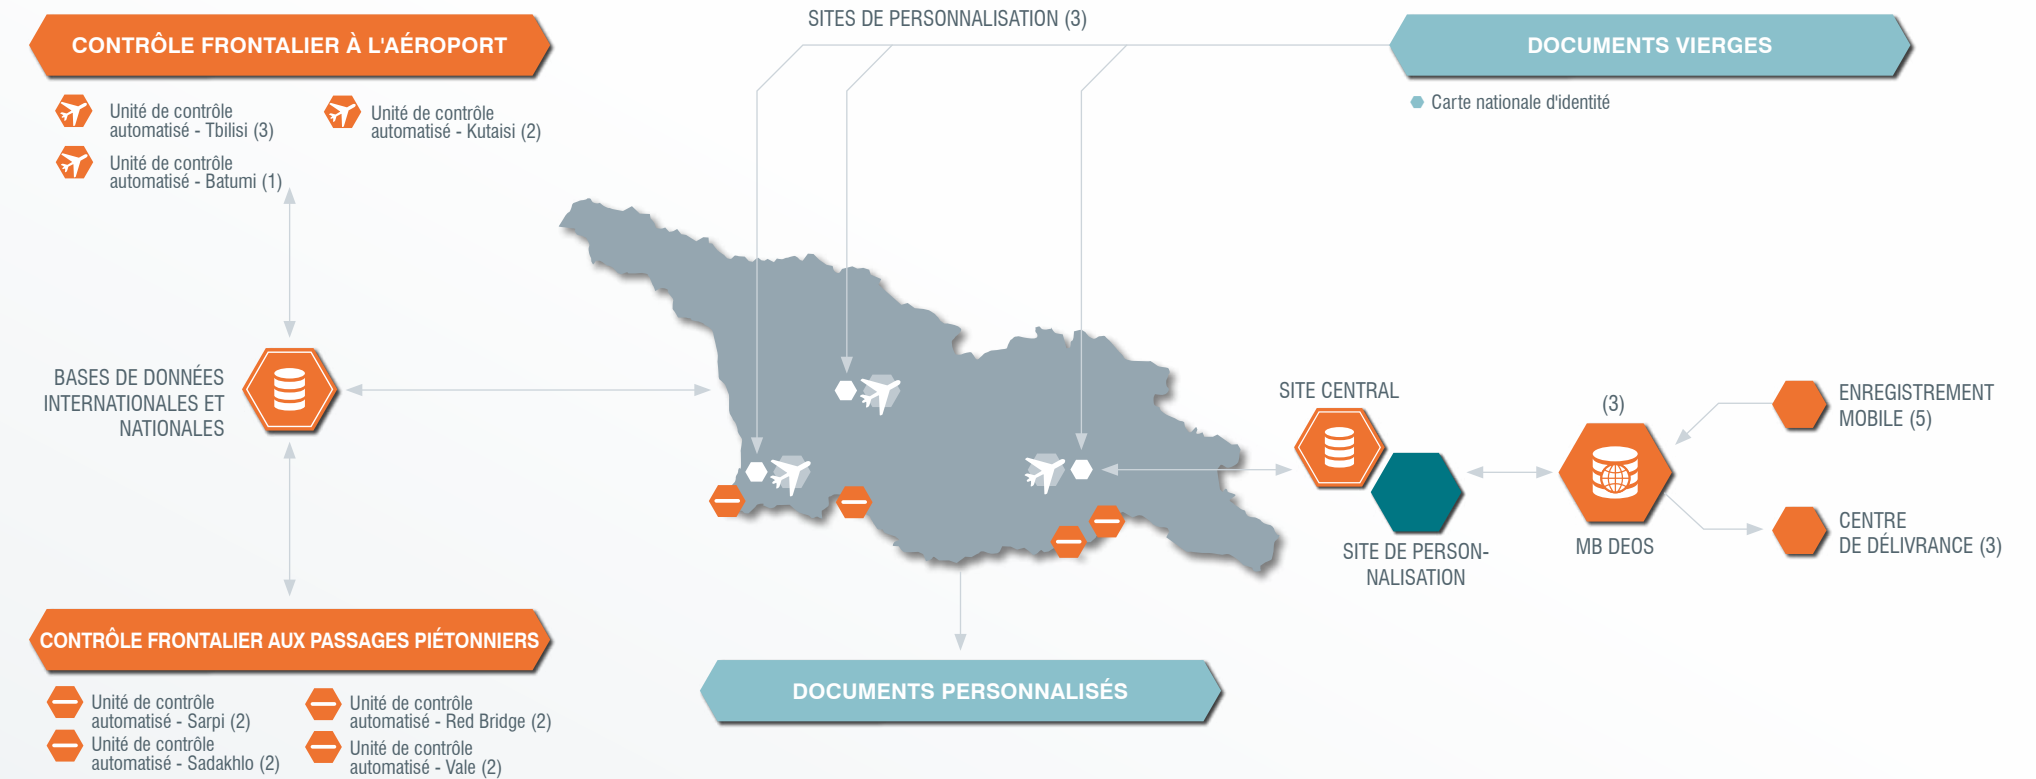 CONTRÔLE FRONTALIER À L'AÉROPORT
Unité de contrôle
automatisé - Tbilisi (3)
Unité de contrôle
automatisé - Kutaisi (2)
Unité de contrôle
automatisé - Batumi (1)
SITES DE PERSONNALISATION (3)
DOCUMENTS VIERGES
Carte nationale d'identité
BASES DE DONNÉES
INTERNATIONALES ET
NATIONALES
SITE CENTRAL
SITE DE PERSON-
NALISATION
(3)
MB DEOS
ENREGISTREMENT
MOBILE (5)
CENTRE
DE DÉLIVRANCE (3)
CONTRÔLE FRONTALIER AUX PASSAGES PIÉTONNIERS
Unité de contrôle
automatisé - Sarpi (2)
Unité de contrôle
automatisé - Red Bridge (2)
Unité de contrôle
automatisé - Sadakhlo (2)
Unité de contrôle
automatisé - Vale (2)
DOCUMENTS PERSONNALISÉS